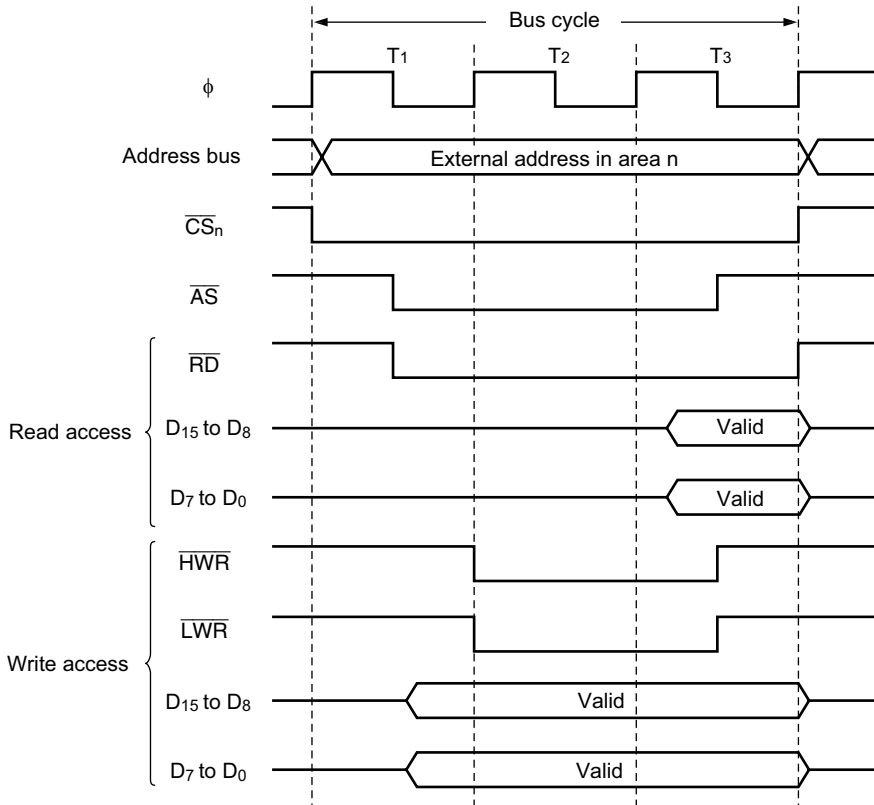 Bus cycle
T1 T2 T3
ϕ
Address bus External address in area n
CSn
AS
RD
Read access
D15 to D8 Valid
D7 to D0 Valid
HWR
LWR
Write access
D15 to D8 Valid
D7 to D0 Valid